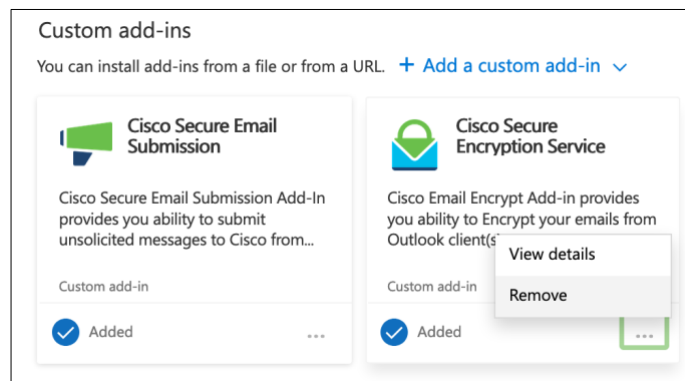 Custom add-ins
You can install add-ins from a file or from a URL. + Add a custom add-in
Cisco Secure Email
Submission
Cisco Secure Email Submission Add-In
provides you ability to submit
unsolicited messages to Cisco from...
Custom add-in
Added
...
Cisco Secure
Encryption Service
Cisco Email Encrypt Add-in provides
you ability to Encrypt your emails from
Outlook client(s
View details
Remove
Custom add-in
Added
...